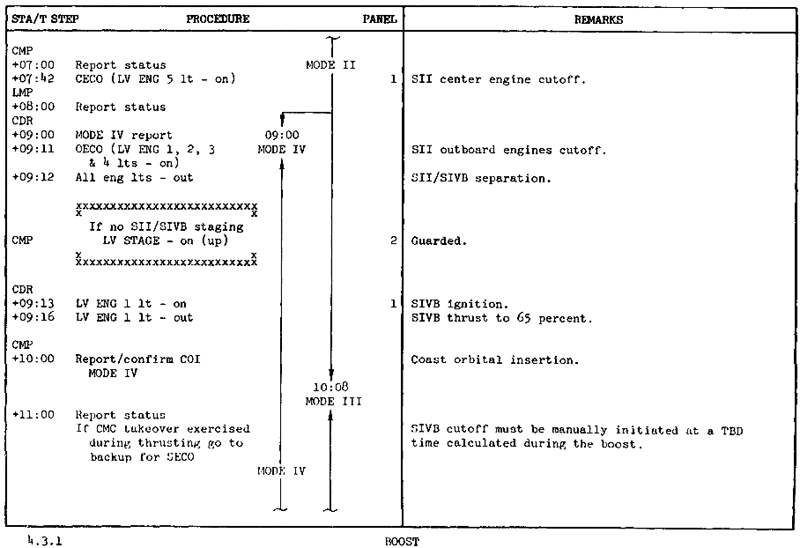 STA/T STEP PROCEDURE PANEL REMARKS
CMP
+07:00 Report status MODE II
+07:42 CECO (LV ENG 5 lt - on) 1 SII center engine cutoff.
LMP
+08:00 Report status
CDR
+09:00 MODE IV report 09:00
+09:11 OECO (LV ENG 1, 2, 3 MODE IV SII outboard engines cutoff.
& 4 lts - on)
+09:12 All eng lts - out SII/SIVB separation.
xxxxxxxxxxxxxxxxxxxxxxxxxx
x x
If no SII/SIVB staging
CMP LV STAGE - on (up) 2 Guarded.
x x
xxxxxxxxxxxxxxxxxxxxxxxxxx
CDR
+09:13 LV ENG 1 lt - on 1 SIVB ignition.
+09:16 LV ENG 1 lt - out SIVB thrust to 65 percent.
CMP
+10:00 Report/confirm COI Coast orbital insertion.
MODE IV
10:08
MODE III
+11:00 Report status
If CMC takeover exercised SIVB cutoff must be manually initiated at a TBD
during thrusting go to time calculated during the boost.
backup for SECO
MODE IV
4.3.1 BOOST